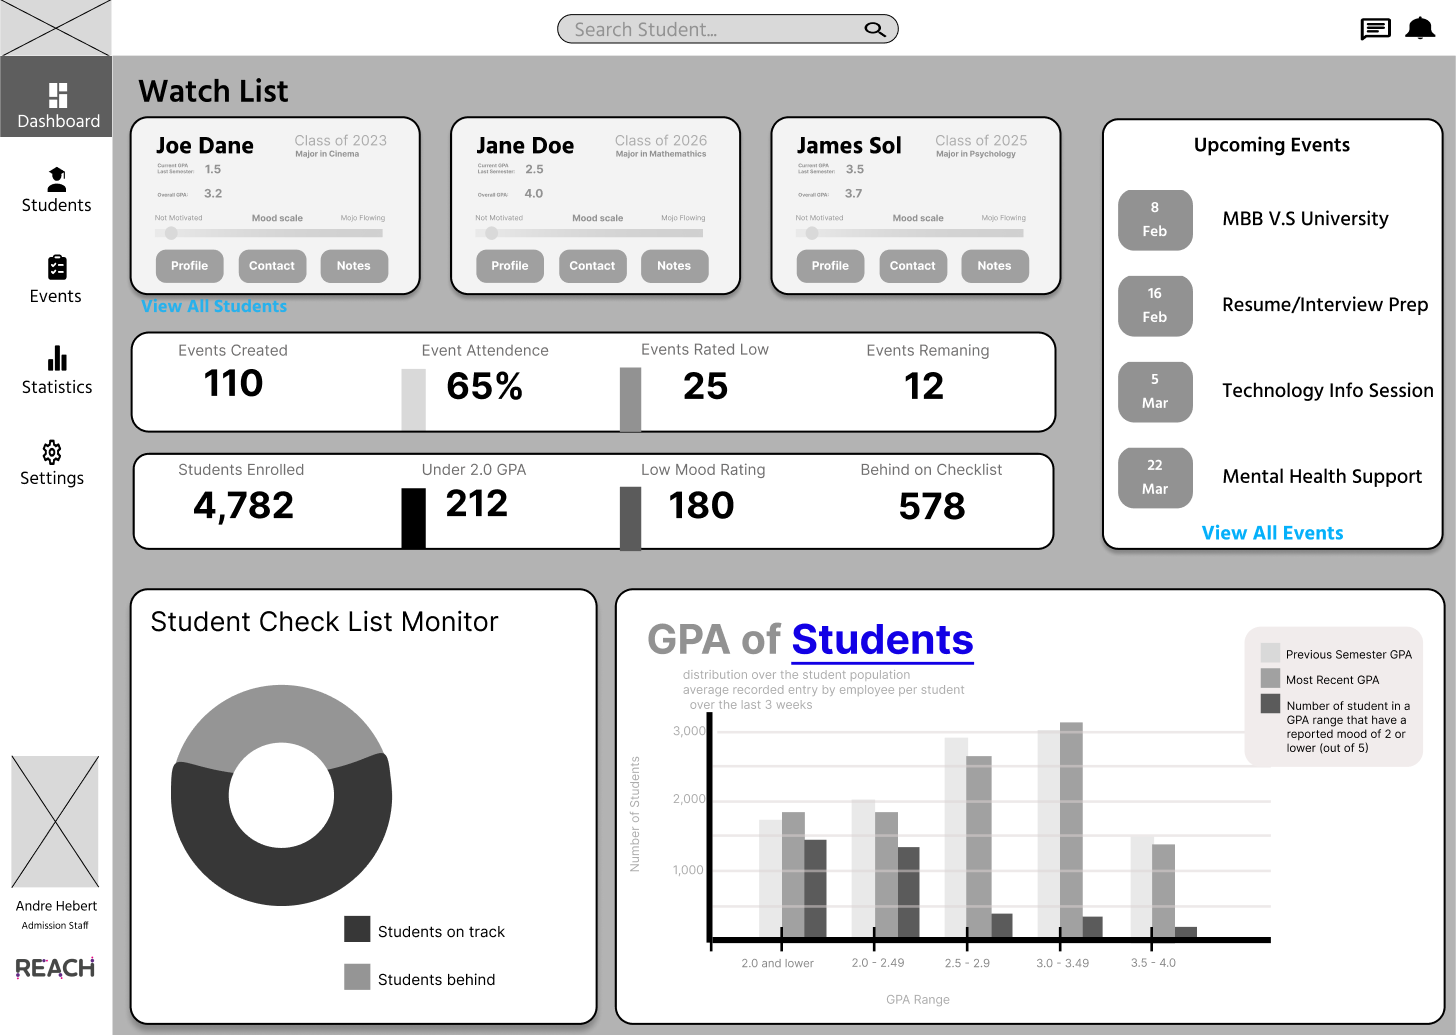 Search Student...
Dashboard
Students
Events
Statistics
Settings
Andre Hebert
Admission Staff
REACH
Watch List
Joe Dane
Class of 2023
Major in Cinema
Current GPA
Last Semester:
1.5
Overall GPA:
3.2
Not Motivated
Mood scale
Mojo Flowing
Profile
Contact
Notes
Jane Doe
Class of 2026
Major in Mathemathics
Current GPA
Last Semester:
2.5
Overall GPA:
4.0
Not Motivated
Mood scale
Mojo Flowing
Profile
Contact
Notes
James Sol
Class of 2025
Major in Psychology
Current GPA
Last Semester:
3.5
Overall GPA:
3.7
Not Motivated
Mood scale
Mojo Flowing
Profile
Contact
Notes
View All Students
Events Created
110
Event Attendence
65%
Events Rated Low
25
Events Remaning
12
Students Enrolled
4,782
Under 2.0 GPA
212
Low Mood Rating
180
Behind on Checklist
578
Upcoming Events
8
Feb
MBB V.S University
16
Feb
Resume/Interview Prep
5
Mar
Technology Info Session
22
Mar
Mental Health Support
View All Events
Student Check List Monitor
Students on track
Students behind
GPA of Students
distribution over the student population
average recorded entry by employee per student
over the last 3 weeks
Previous Semester GPA
Most Recent GPA
Number of student in a
GPA range that have a
reported mood of 2 or
lower (out of 5)
Number of Students
3,000
2,000
1,000
2.0 and lower
2.0 - 2.49
2.5 - 2.9
3.0 - 3.49
3.5 - 4.0
GPA Range